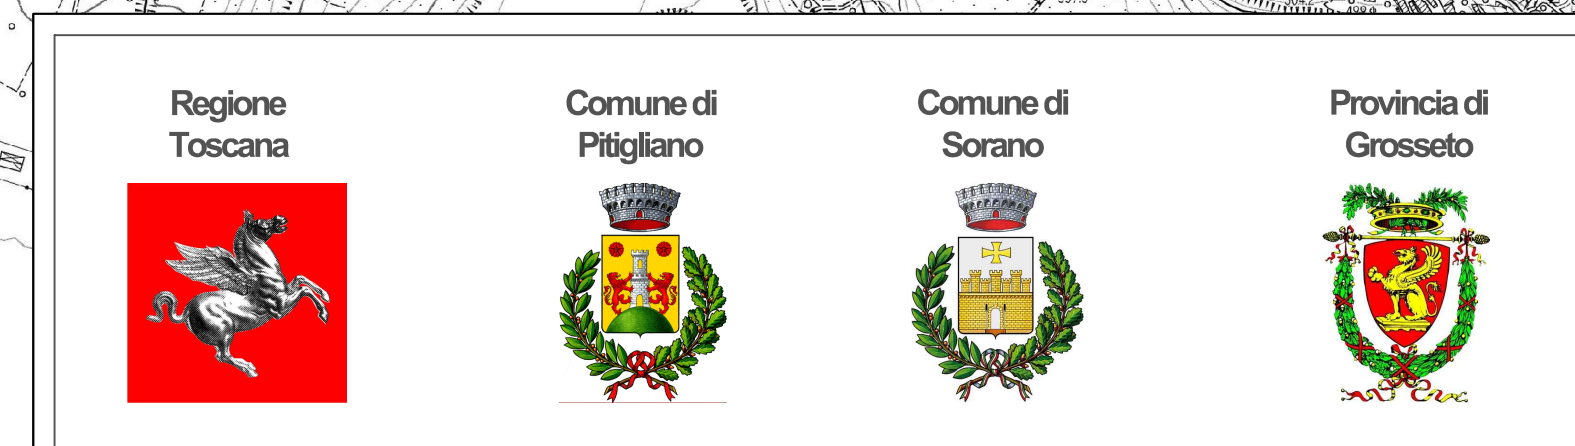 Regione
Toscana
Comune di
Pitigliano
Comune di
Sorano
Provincia di
Grosseto